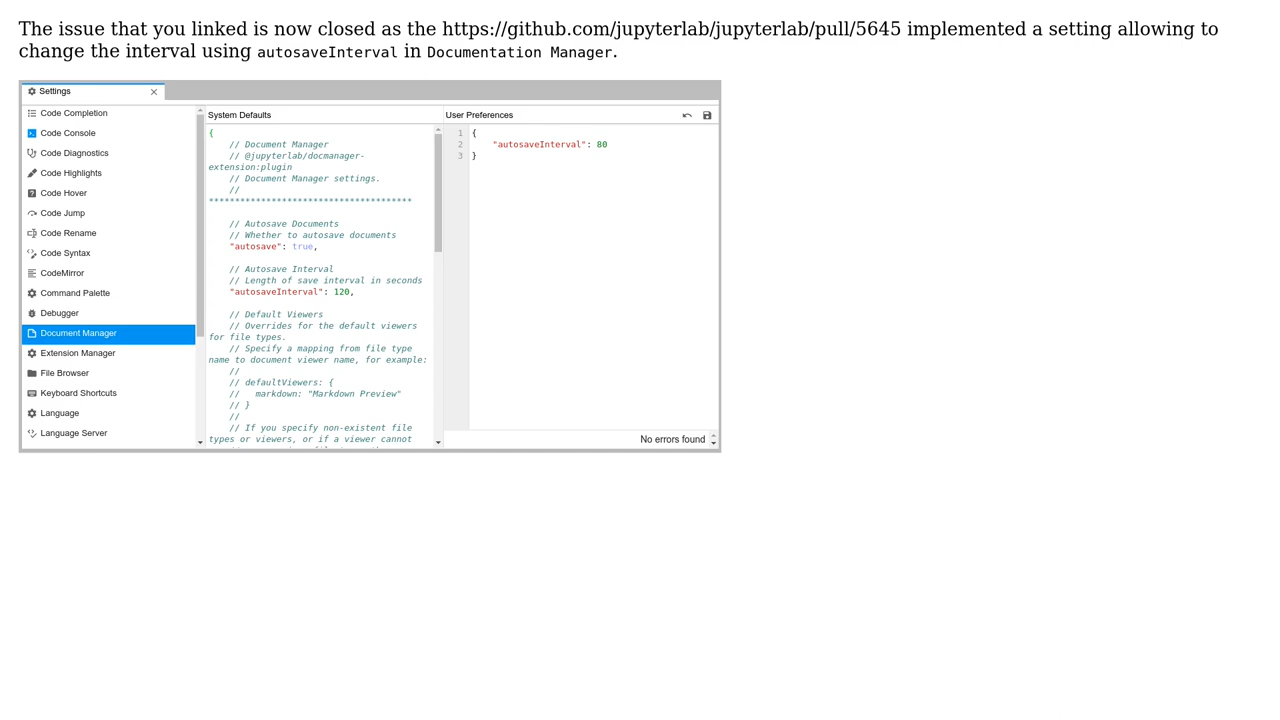 The issue that you linked is now closed as the https://github.com/jupyterlab/jupyterlab/pull/5645 implemented a setting allowing to
change the interval using autosaveInterval in Documentation Manager.
Settings
Code Completion
Code Console
Code Diagnostics
Code Highlights
Code Hover
Code Jump
Code Rename
Code Syntax
CodeMirror
Command Palette
Debugger
Document Manager
Extension Manager
File Browser
Keyboard Shortcuts
Language
Language Server
System Defaults
{
// Document Manager
// @jupyterlab/docmanager-
extension:plugin
// Document Manager settings.
//
***************************************
// Autosave Documents
// Whether to autosave documents
"autosave": true,
// Autosave Interval
// Length of save interval in seconds
"autosaveInterval": 120,
// Default Viewers
// Overrides for the default viewers
for file types.
// Specify a mapping from file type
name to document viewer name, for example:
//
// defaultViewers: {
//   markdown: "Markdown Preview"
// }
//
// If you specify non-existent file
types or viewers, or if a viewer cannot
User Preferences
1 {
2 "autosaveInterval": 80
3 }
No errors found